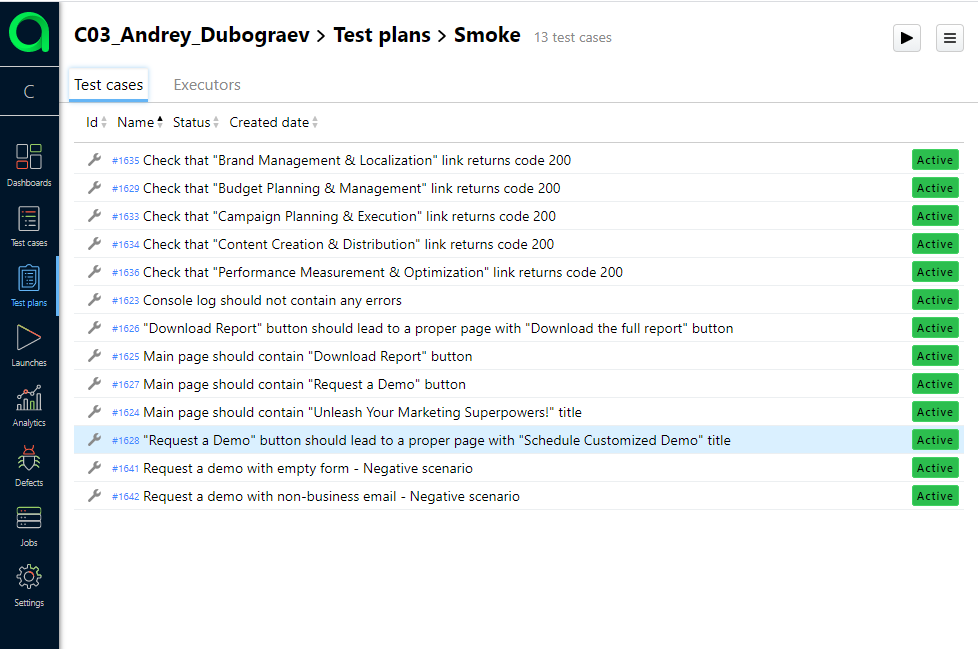 C03_Andrey_Dubograev > Test plans > Smoke 13 test cases
C
Test cases Executors
Id Name Status Created date
#1635 Check that "Brand Management & Localization" link returns code 200 Active
#1629 Check that "Budget Planning & Management" link returns code 200 Active
#1633 Check that "Campaign Planning & Execution" link returns code 200 Active
#1634 Check that "Content Creation & Distribution" link returns code 200 Active
#1636 Check that "Performance Measurement & Optimization" link returns code 200 Active
#1623 Console log should not contain any errors Active
#1626 "Download Report" button should lead to a proper page with "Download the full report" button Active
#1625 Main page should contain "Download Report" button Active
#1627 Main page should contain "Request a Demo" button Active
#1624 Main page should contain "Unleash Your Marketing Superpowers!" title Active
#1628 "Request a Demo" button should lead to a proper page with "Schedule Customized Demo" title Active
#1641 Request a demo with empty form - Negative scenario Active
#1642 Request a demo with non-business email - Negative scenario Active
Dashboards
Test cases
Test plans
Launches
Analytics
Defects
Jobs
Settings